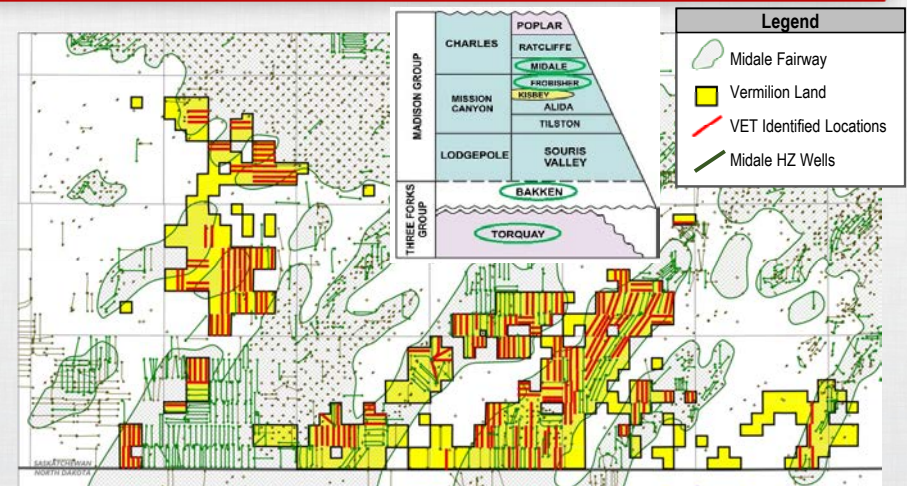 Legend
Midale Fairway
Vermilion Land
VET Identified Locations
Midale HZ Wells
MADISON GROUP
THREE FORKS
GROUP
CHARLES
MISSION
CANYON
LODGEPOLE
POPLAR
RATCLIFFE
MIDALE
FROBISHER
KISBEY
ALIDA
TILSTON
SOURIS
VALLEY
BAKKEN
TORQUAY
SASKATCHEWAN
NORTH DAKOTA